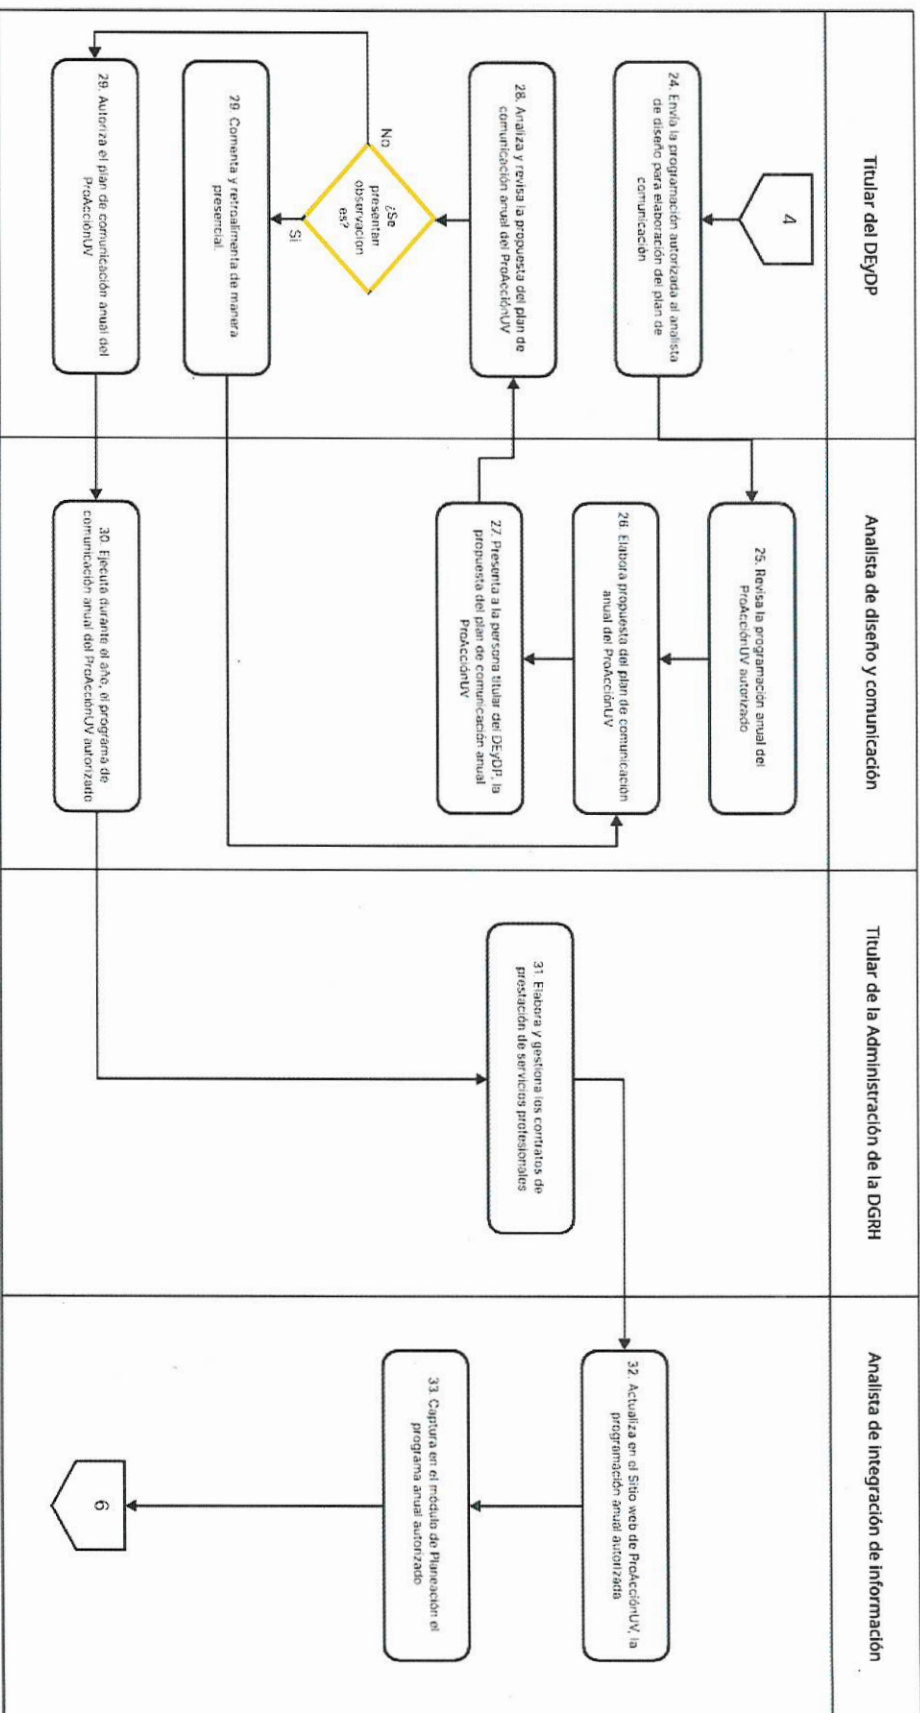 Titular del DEyDP
Analista de diseño y comunicación
Titular de la Administración de la DGRH
Analista de integración de información
4
24. Envía la programación autorizada al analista
de diseño para elaboración del plan de
comunicación
25. Revisa la programación anual del
ProAcciónUV autorizado
26. Elabora propuesta del plan de comunicación
anual del ProAcciónUV
27. Presenta a la persona titular del DEyDP, la
propuesta del plan de comunicación anual
ProAcciónUV
28. Analiza y revisa la propuesta del plan de
comunicación anual del ProAcciónUV
¿Se
presentan
observacion
es?
No
Si
29. Comenta y retroalimenta de manera
presencial.
29. Autoriza el plan de comunicación anual del
ProAcciónUV
30. Ejecuta durante el año, el programa de
comunicación anual del ProAcciónUV autorizado
31. Elabora y gestiona los contratos de
prestación de servicios profesionales
32. Actualiza en el Sitio web de ProAcciónUV, la
programación anual autorizada
33. Captura en el módulo de Planeación el
programa anual autorizado
6